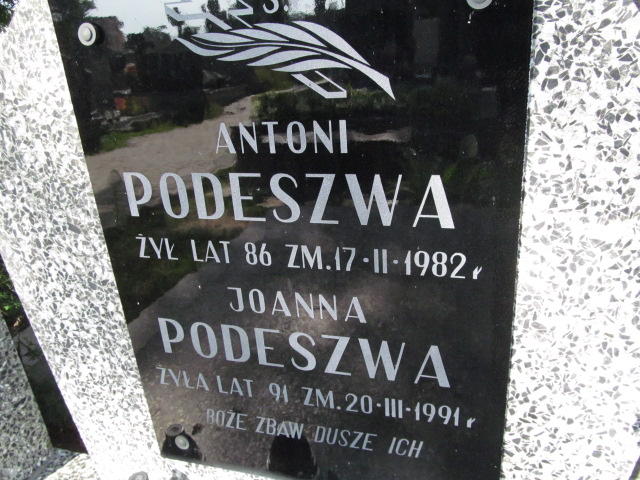 ANTONI
PODESZWA
ŻYŁ LAT 86 ZM.17·II·1982r
JOANNA
PODESZWA
ŻYŁA LAT 91 ZM.20·III·1991r
BOŻE ZBAW DUSZE ICH